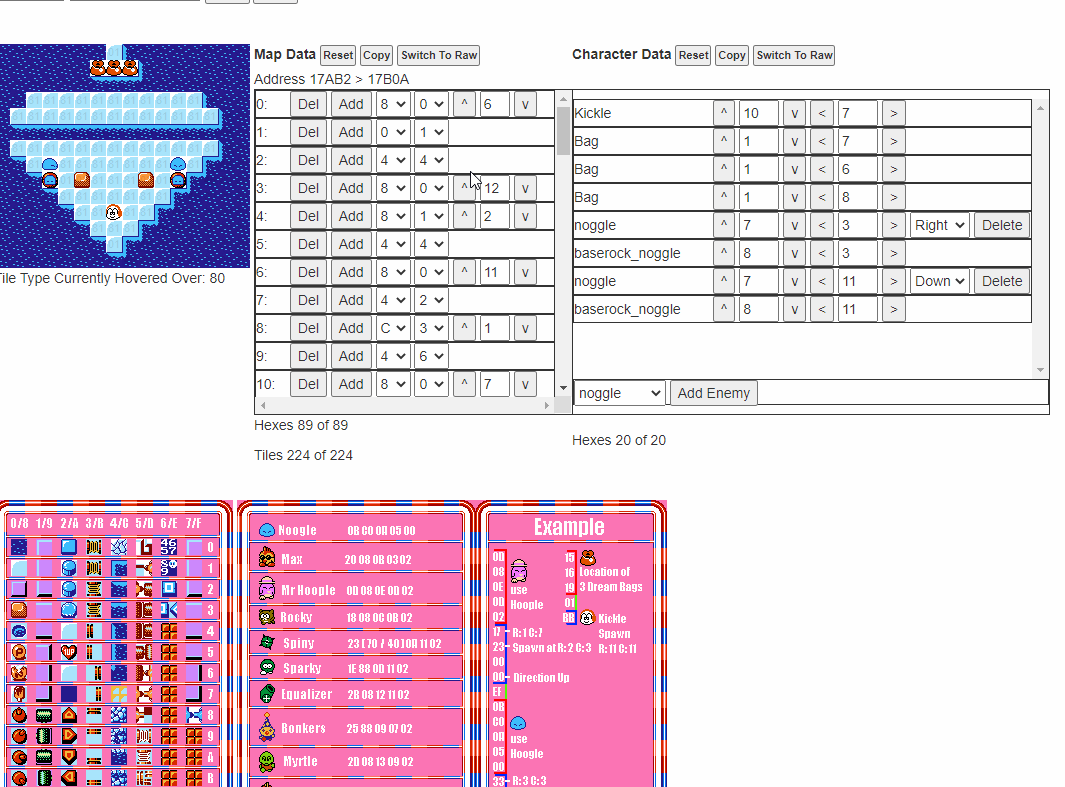 Map Data Reset Copy Switch To Raw
Character Data Reset Copy Switch To Raw
Address 17AB2 > 17B0A
0: Del Add 8 0 ^ 6 v
1: Del Add 0 1
2: Del Add 4 4
3: Del Add 8 0 ^ 12 v
4: Del Add 8 1 ^ 2 v
5: Del Add 4 4
6: Del Add 8 0 ^ 11 v
7: Del Add 4 2
8: Del Add C 3 ^ 1 v
9: Del Add 4 6
10: Del Add 8 0 ^ 7 v
Hexes 89 of 89
Tiles 224 of 224
Kickle ^ 10 v < 7 >
Bag ^ 1 v < 7 >
Bag ^ 1 v < 6 >
Bag ^ 1 v < 8 >
noggle ^ 7 v < 3 > Right Delete
baserock_noggle ^ 8 v < 3 >
noggle ^ 7 v < 11 > Down Delete
baserock_noggle ^ 8 v < 11 >
noggle Add Enemy
Hexes 20 of 20
ile Type Currently Hovered Over: 80
0/8 1/9 2/A 3/B 4/C 5/D 6/E 7/F
0
1
2
3
4
5
6
7
8
9
A
B
Noogle 0B C0 0A 05 00
Max 20 08 0B 03 02
Mr Hoople 0D 08 0E 0D 02
Rocky 18 08 0C 0B 02
Spiny 23 (70 / 4)0A 11 02
Sparky 1E 88 0D 11 02
Equalizer 2B 08 12 11 02
Bonkers 25 88 09 07 02
Myrtle 2D 08 13 09 02
Example
0D
08
0E
0D
02
use
Hoople
15
16
19
01
BB
Location of
3 Dream Bags
Kickle
Spawn
R: 11 C: 11
17 - R: 1 C: 7
23 - Spawn at R: 2 C: 3
00
00 - Direction Up
EF
0B
C0
0A
05
00
use
Hoogle
33 - R: 3 C: 3